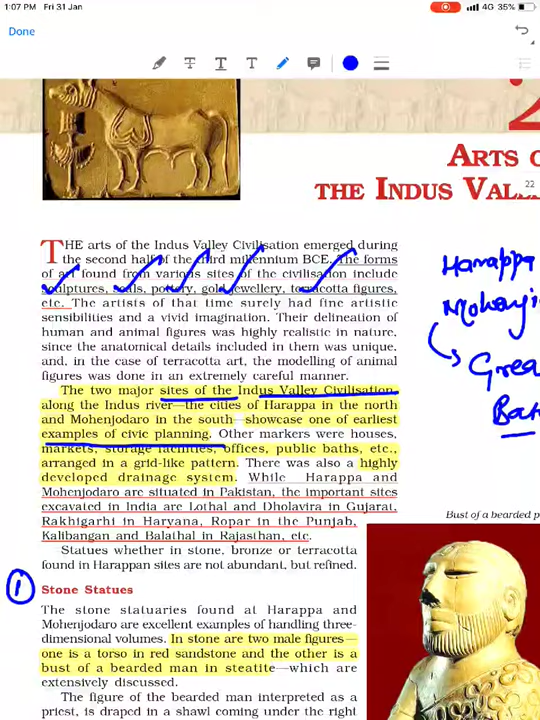 1:07 PM Fri 31 Jan
4G 35%
Done
T
T
T
2
ARTS O
22
THE INDUS VAL
THE arts of the Indus Valley Civilisation emerged during
the second half of the third millennium BCE. The forms
of art found from various sites of the civilisation include
sculptures, seals, pottery, gold jewellery, terracotta figures,
etc. The artists of that time surely had fine artistic
sensibilities and a vivid imagination. Their delineation of
human and animal figures was highly realistic in nature,
since the anatomical details included in them was unique,
and, in the case of terracotta art, the modelling of animal
figures was done in an extremely careful manner.
The two major sites of the Indus Valley Civilisation,
along the Indus river—the cities of Harappa in the north
and Mohenjodaro in the south—showcase one of earliest
examples of civic planning. Other markers were houses,
markets, storage facilities, offices, public baths, etc.,
arranged in a grid-like pattern. There was also a highly
developed drainage system. While Harappa and
Mohenjodaro are situated in Pakistan, the important sites
excavated in India are Lothal and Dholavira in Gujarat,
Rakhigarhi in Haryana, Ropar in the Punjab,
Kalibangan and Balathal in Rajasthan, etc.
Statues whether in stone, bronze or terracotta
found in Harappan sites are not abundant, but refined.
1
Stone Statues
The stone statuaries found at Harappa and
Mohenjodaro are excellent examples of handling three-
dimensional volumes. In stone are two male figures—
one is a torso in red sandstone and the other is a
bust of a bearded man in steatite—which are
extensively discussed.
The figure of the bearded man interpreted as a
priest, is draped in a shawl coming under the right
Harappa
Mohanj
Grea
Bat
Bust of a bearded p